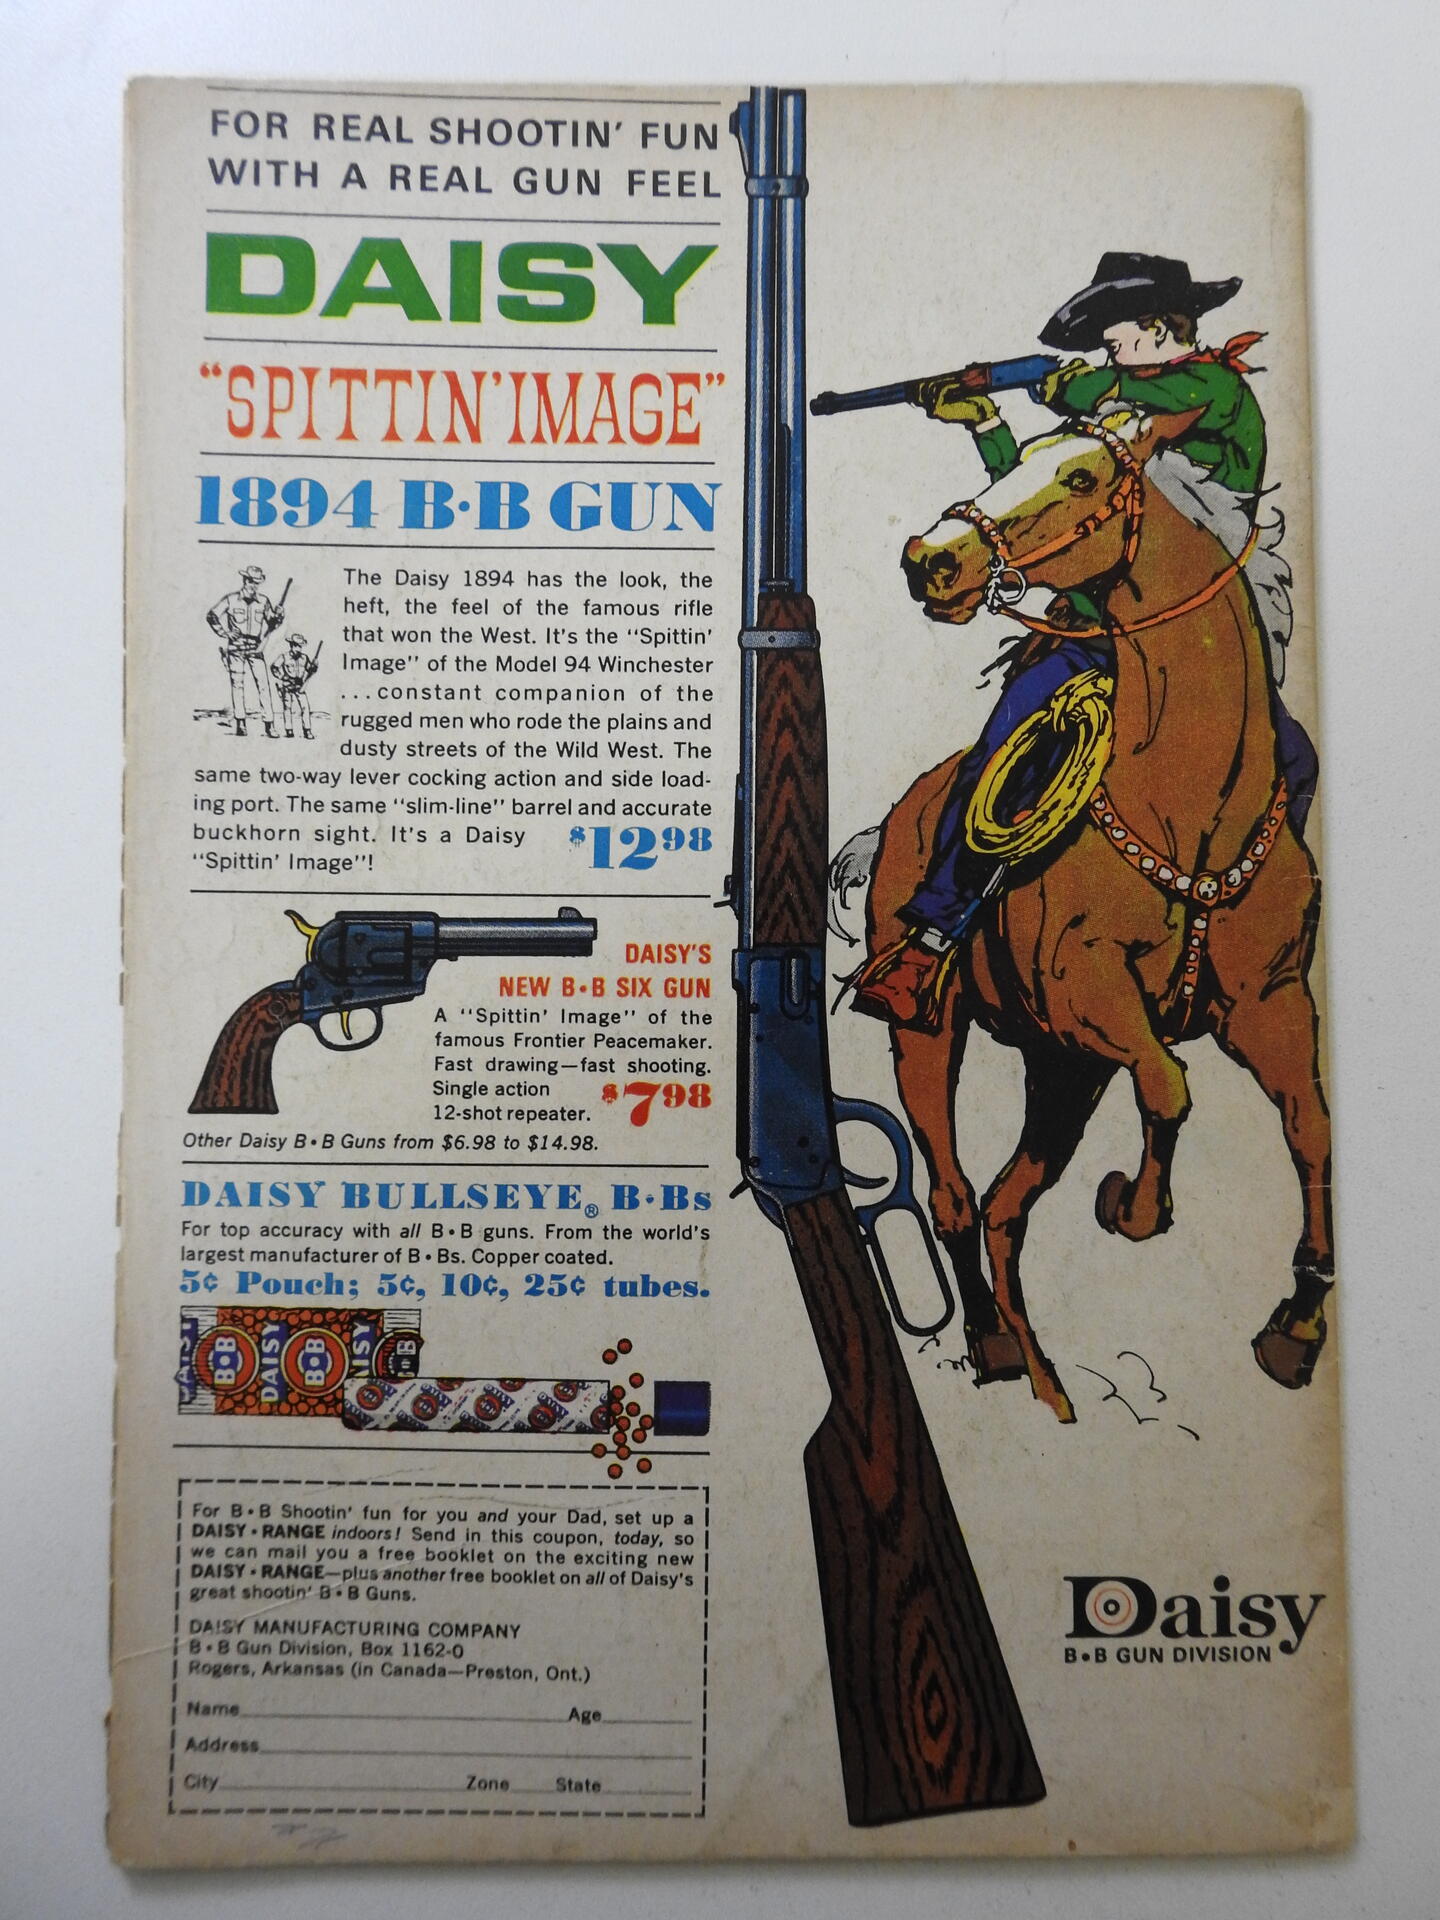 FOR REAL SHOOTIN' FUN
WITH A REAL GUN FEEL
DAISY
"SPITTIN' IMAGE"
1894 B•B GUN
The Daisy 1894 has the look, the
heft, the feel of the famous rifle
that won the West. It's the "Spittin'
Image" of the Model 94 Winchester
...constant companion of the
rugged men who rode the plains and
dusty streets of the Wild West. The
same two-way lever cocking action and side load-
ing port. The same "slim-line" barrel and accurate
buckhorn sight. It's a Daisy
"Spittin' Image"!
$12.98
DAISY'S
NEW B•B SIX GUN
A "Spittin' Image" of the
famous Frontier Peacemaker.
Fast drawing—fast shooting.
Single action
12-shot repeater.
$7.98
Other Daisy B•B Guns from $6.98 to $14.98.
DAISY BULLSEYE® B•Bs
For top accuracy with all B•B guns. From the world's
largest manufacturer of B•Bs. Copper coated.
5¢ Pouch; 5¢, 10¢, 25¢ tubes.
DAISY B•B DAISY B•B DAISY B•B
DAISY DAISY DAISY
For B•B Shootin' fun for you and your Dad, set up a
DAISY•RANGE indoors! Send in this coupon, today, so
we can mail you a free booklet on the exciting new
DAISY•RANGE—plus another free booklet on all of Daisy's
great shootin' B•B Guns.
DAISY MANUFACTURING COMPANY
B•B Gun Division, Box 1162-0
Rogers, Arkansas (in Canada—Preston, Ont.)
Name Age
Address
City Zone State
Daisy
B•B GUN DIVISION